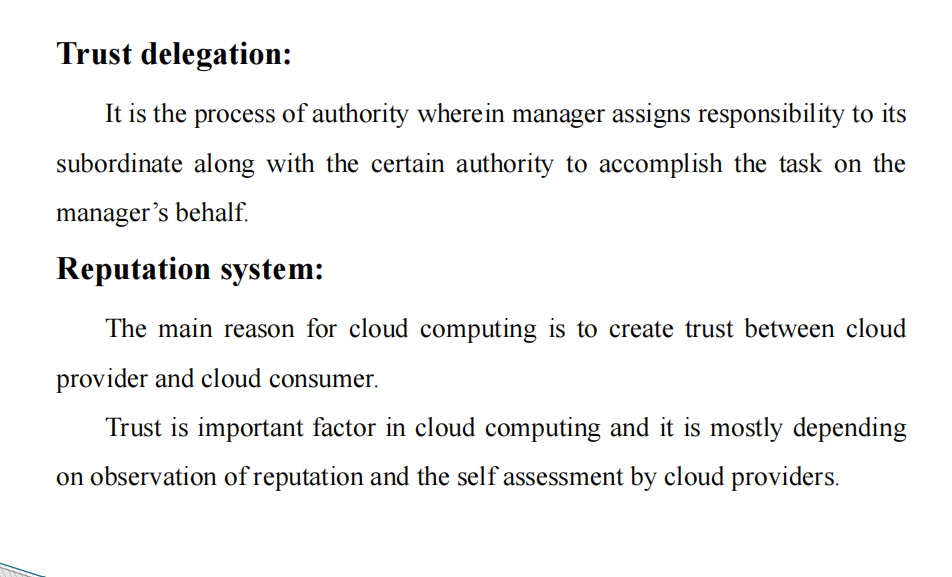 Trust delegation:
It is the process of authority wherein manager assigns responsibility to its
subordinate along with the certain authority to accomplish the task on the
manager’s behalf.
Reputation system:
The main reason for cloud computing is to create trust between cloud
provider and cloud consumer.
Trust is important factor in cloud computing and it is mostly depending
on observation of reputation and the self assessment by cloud providers.